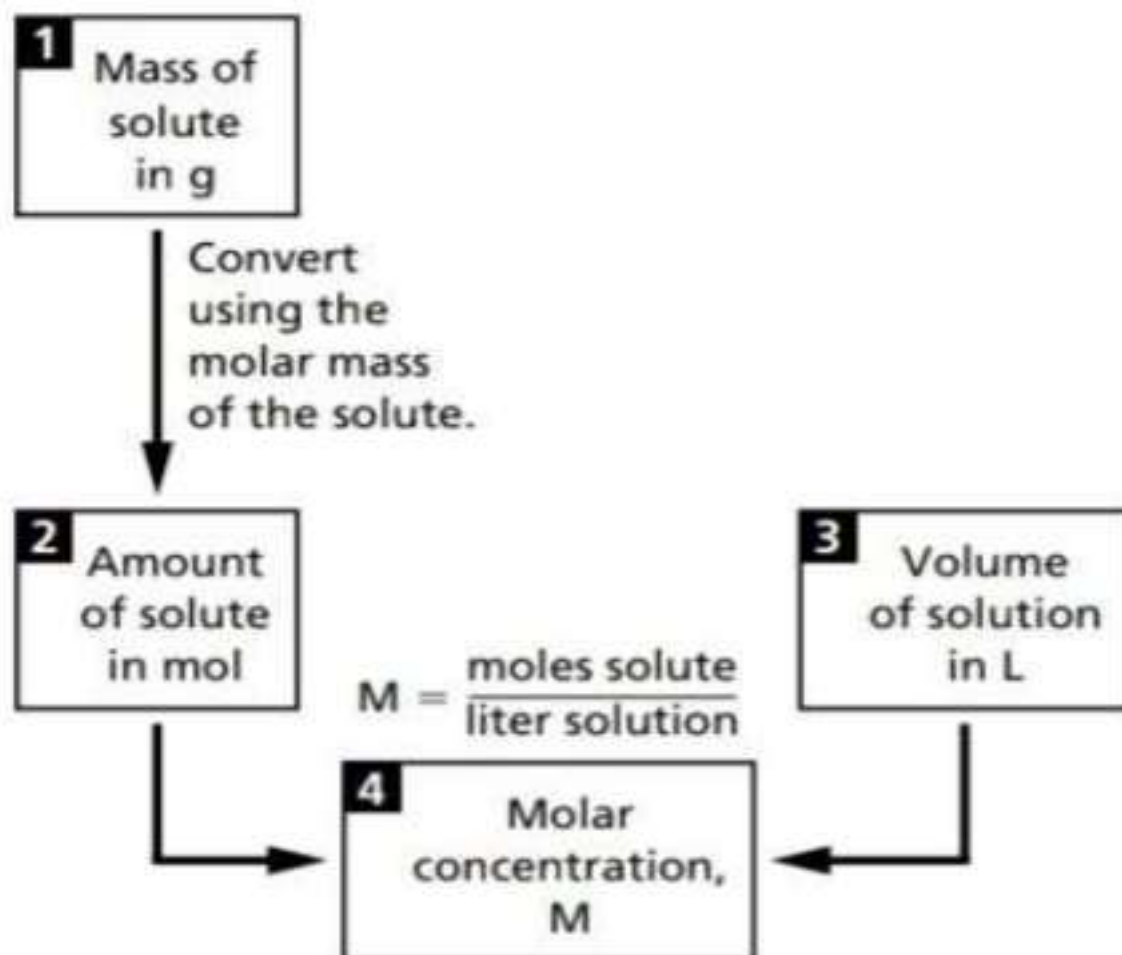 1
Mass of
solute
in g
Convert
using the
molar mass
of the solute.
2
Amount
of solute
in mol
3
Volume
of solution
in L
M = moles solute
liter solution
4
Molar
concentration,
M